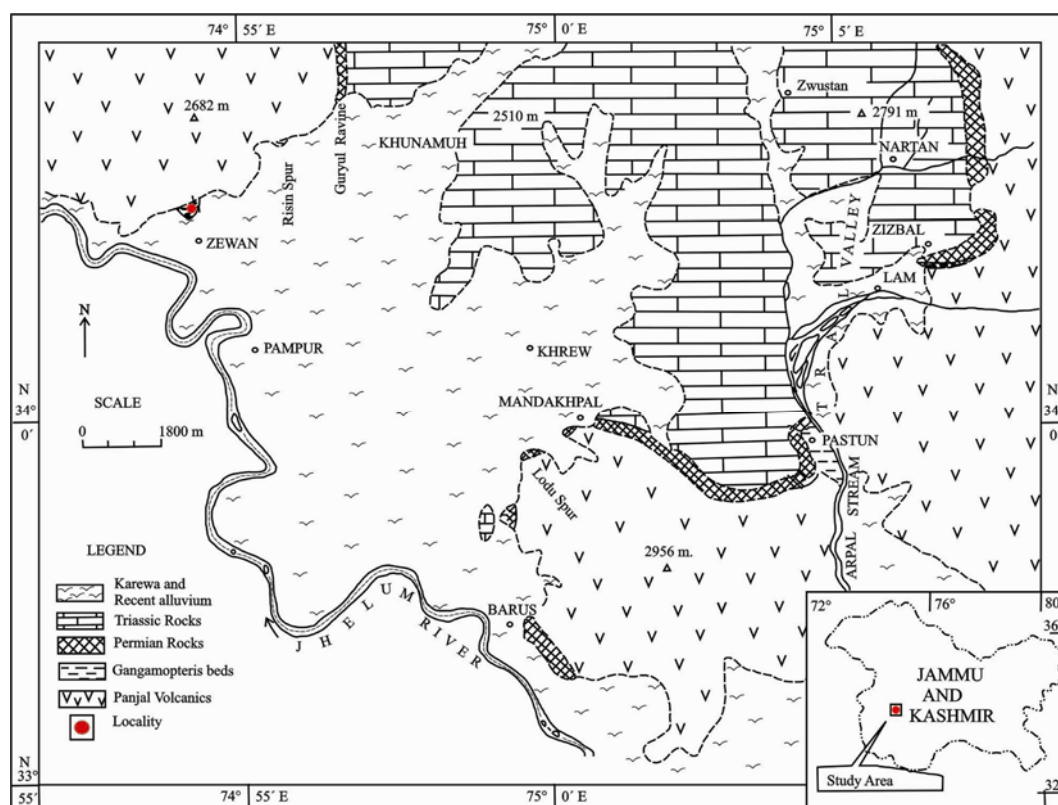 74°
55´ E
75°
0´ E
75°
5´ E
2682 m
Guryul Ravine
Risin Spur
KHUNAMUH
2510 m
Zwustan
2791 m
NARTAN
ZEWAN
ZIZBAL
LAM
TRAL VALLEY
N
PAMPUR
KHREW
SCALE
0 1800 m
MANDAKHPAL
PASTUN
N
34°
0´
N
34°
0´
Lodu Spur
ARPAL STREAM
2956 m.
BARUS
JHELUM RIVER
LEGEND
Karewa and
Recent alluvium
Triassic Rocks
Permian Rocks
Gangamopteris beds
Panjal Volcanics
Locality
72°
76°
80
36
32
JAMMU
AND
KASHMIR
Study Area
N
33°
55´
74°
55´ E
75°
0´ E